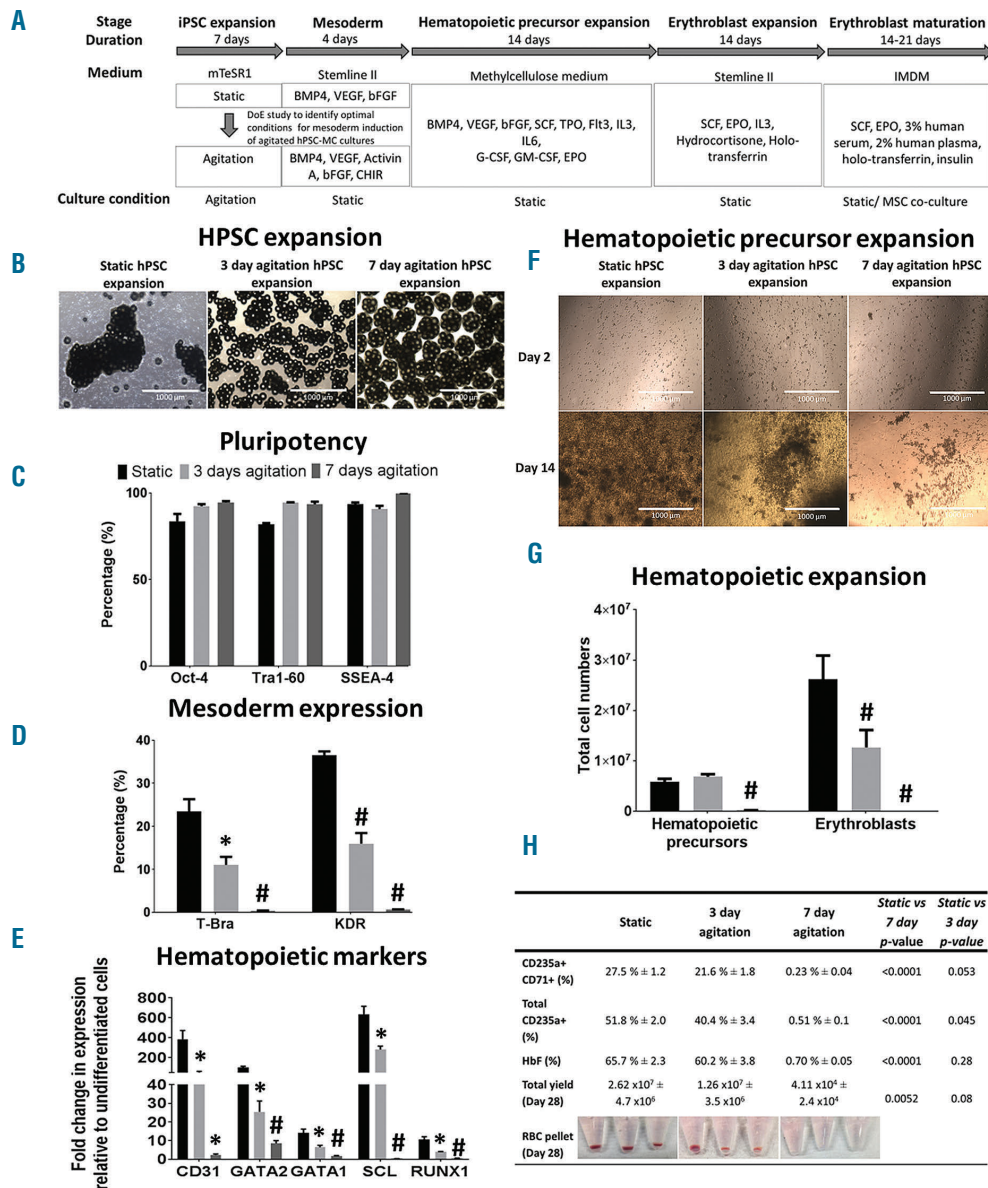 A
Stage
Duration
iPSC expansion
7 days
Mesoderm
4 days
Hematopoietic precursor expansion
14 days
Erythroblast expansion
14 days
Erythroblast maturation
14-21 days
Medium
mTeSR1
Stemline II
Methylcellulose medium
Stemline II
IMDM
Static
BMP4, VEGF, bFGF
DoE study to identify optimal
conditions for mesoderm induction
of agitated hPSC-MC cultures
Agitation
BMP4, VEGF, Activin
A, bFGF, CHIR
BMP4, VEGF, bFGF, SCF, TPO, Flt3, IL3,
IL6,
G-CSF, GM-CSF, EPO
SCF, EPO, IL3,
Hydrocortisone, Holo-
transferrin
SCF, EPO, 3% human
serum, 2% human plasma,
holo-transferrin, insulin
Culture condition
Agitation
Static
Static
Static
Static/ MSC co-culture
HPSC expansion
B
Static hPSC
expansion
3 day agitation hPSC
expansion
7 day agitation hPSC
expansion
1000 µm
1000 µm
1000 µm
Pluripotency
C
Static
3 days agitation
7 days agitation
Percentage (%)
100
50
0
Oct-4
Tra1-60
SSEA-4
Mesoderm expression
D
Percentage (%)
40
30
20
10
0
*
#
#
#
T-Bra
KDR
E
Hematopoietic markers
Fold change in expression
relative to undifferentiated cells
800
600
400
200
40
30
20
10
0
*
*
*
#
*
#
*
#
*
#
CD31
GATA2
GATA1
SCL
RUNX1
Hematopoietic precursor expansion
F
Static hPSC
expansion
3 day agitation hPSC
expansion
7 day agitation hPSC
expansion
Day 2
1000 µm
1000 µm
1000 µm
Day 14
1000 µm
1000 µm
1000 µm
G
Hematopoietic expansion
Total cell numbers
4×10⁷
3×10⁷
2×10⁷
1×10⁷
0
#
#
#
Hematopoietic
precursors
Erythroblasts
H
Static
3 day
agitation
7 day
agitation
Static vs
7 day
p-value
Static vs
3 day
p-value
CD235a+
CD71+ (%)
27.5 % ± 1.2
21.6 % ± 1.8
0.23 % ± 0.04
<0.0001
0.053
Total
CD235a+
(%)
51.8 % ± 2.0
40.4 % ± 3.4
0.51 % ± 0.1
<0.0001
0.045
HbF (%)
65.7 % ± 2.3
60.2 % ± 3.8
0.70 % ± 0.05
<0.0001
0.28
Total yield
(Day 28)
2.62 x10⁷ ±
4.7 x10⁶
1.26 x10⁷ ±
3.5 x10⁶
4.11 x10⁴ ±
2.4 x10⁴
0.0052
0.08
RBC pellet
(Day 28)